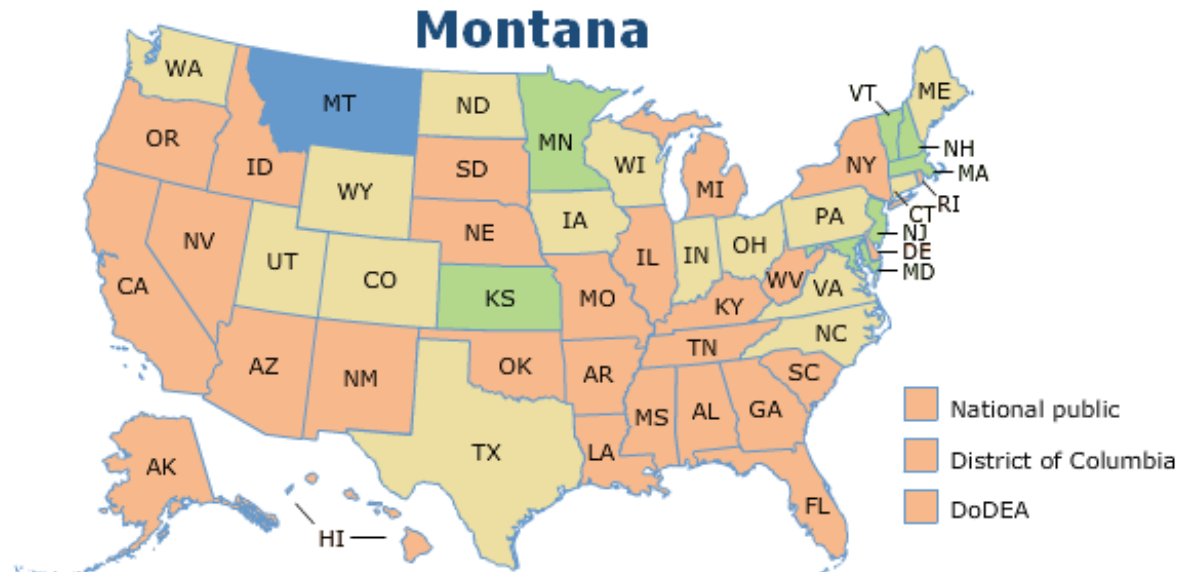 Montana
WA
MT
ND
MN
VT
ME
OR
ID
SD
WI
MI
NY
NH
MA
WY
RI
CT
NE
IA
PA
NJ
NV
UT
CO
IL
IN
OH
DE
MD
CA
KS
MO
WV
VA
KY
NC
AZ
NM
OK
AR
TN
SC
MS
AL
GA
National public
TX
LA
District of Columbia
AK
FL
DoDEA
HI